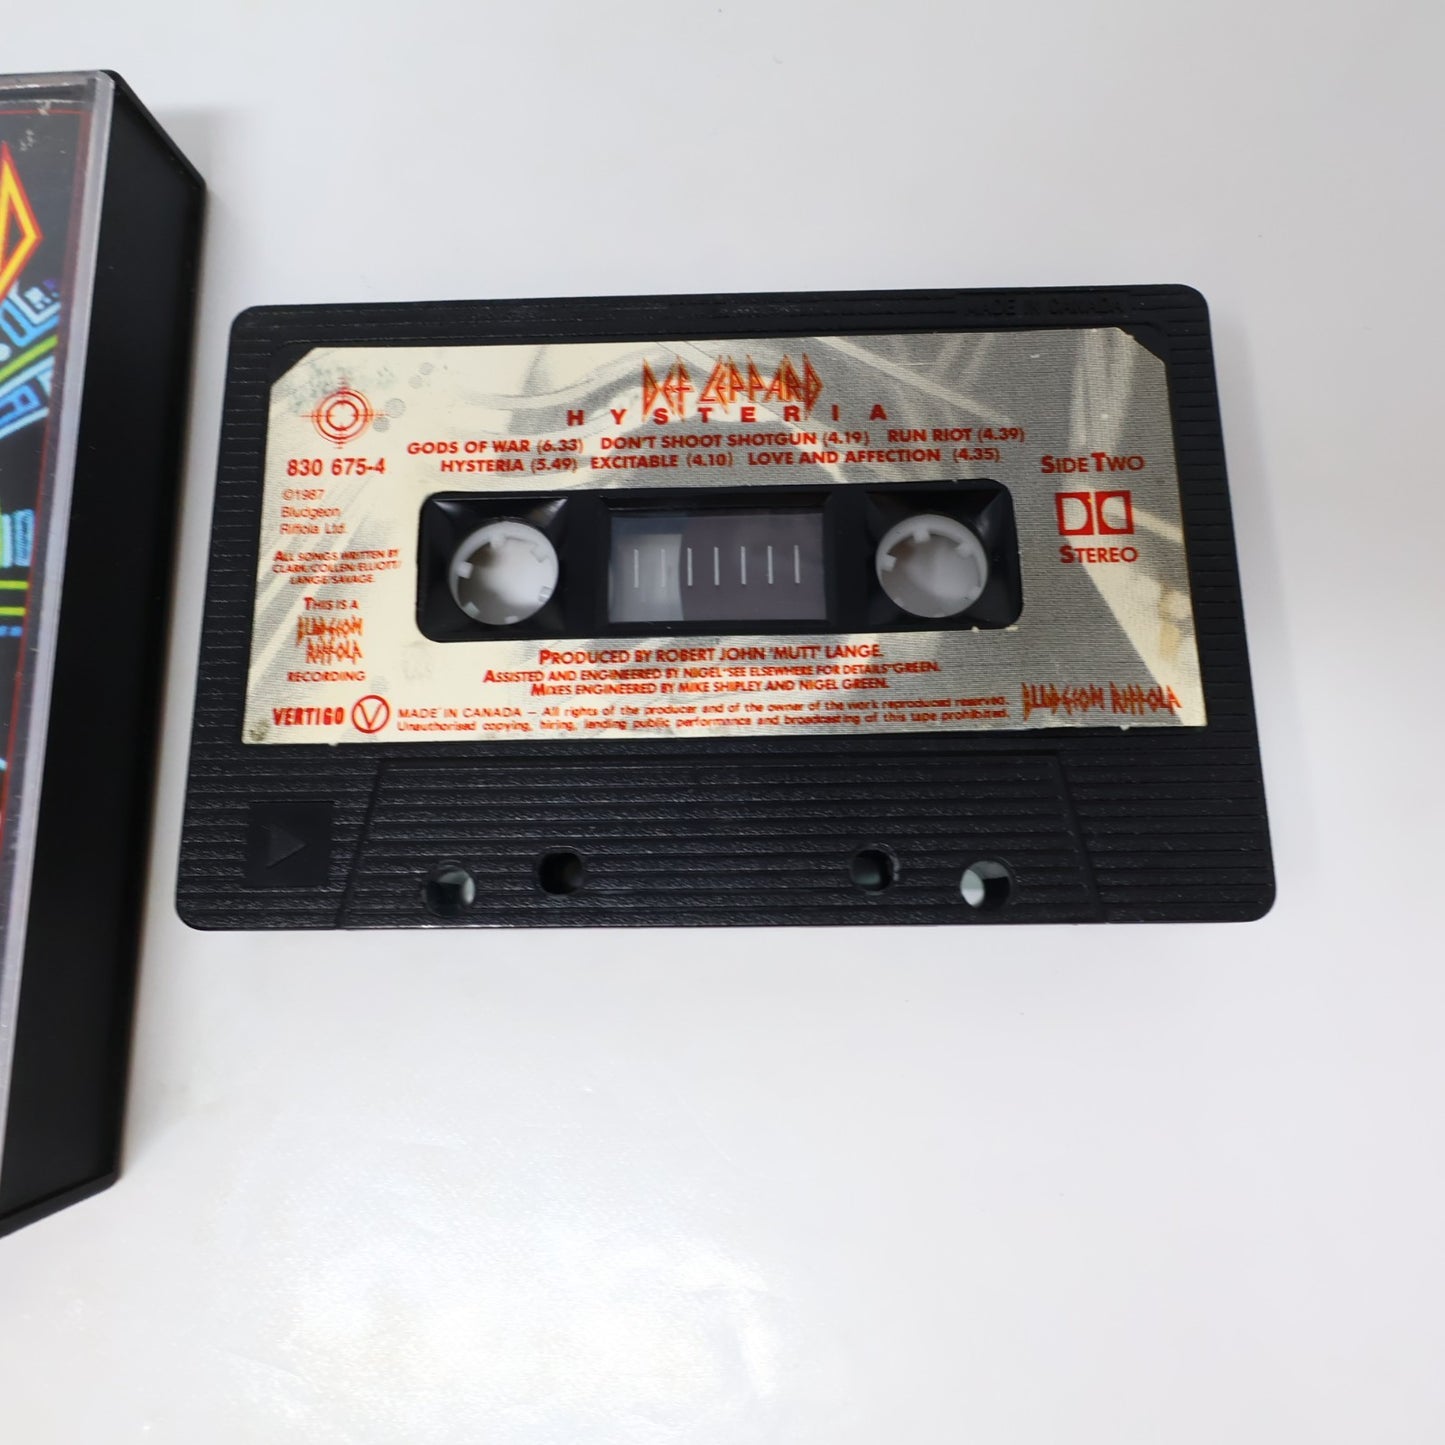 MADE IN CANADA
DEF LEPPARD
HYSTERIA
GODS OF WAR (6.33) DON'T SHOOT SHOTGUN (4.19) RUN RIOT (4.39)
HYSTERIA (5.49) EXCITABLE (4.10) LOVE AND AFFECTION (4.35)
830 675-4
©1987
Bludgeon
Riffola Ltd.
ALL SONGS WRITTEN BY
CLARK/COLLEN/ELLIOTT/
LANGE/SAVAGE.
THIS IS A
BLUDGEON
RIFFOLA
RECORDING
SIDE TWO
STEREO
PRODUCED BY ROBERT JOHN 'MUTT' LANGE.
ASSISTED AND ENGINEERED BY NIGEL 'SEE ELSEWHERE FOR DETAILS' GREEN.
MIXES ENGINEERED BY MIKE SHIPLEY AND NIGEL GREEN.
VERTIGO
MADE IN CANADA – All rights of the producer and of the owner of the work reproduced reserved.
Unauthorised copying, hiring, lending public performance and broadcasting of this tape prohibited.
BLUDGEON RIFFOLA